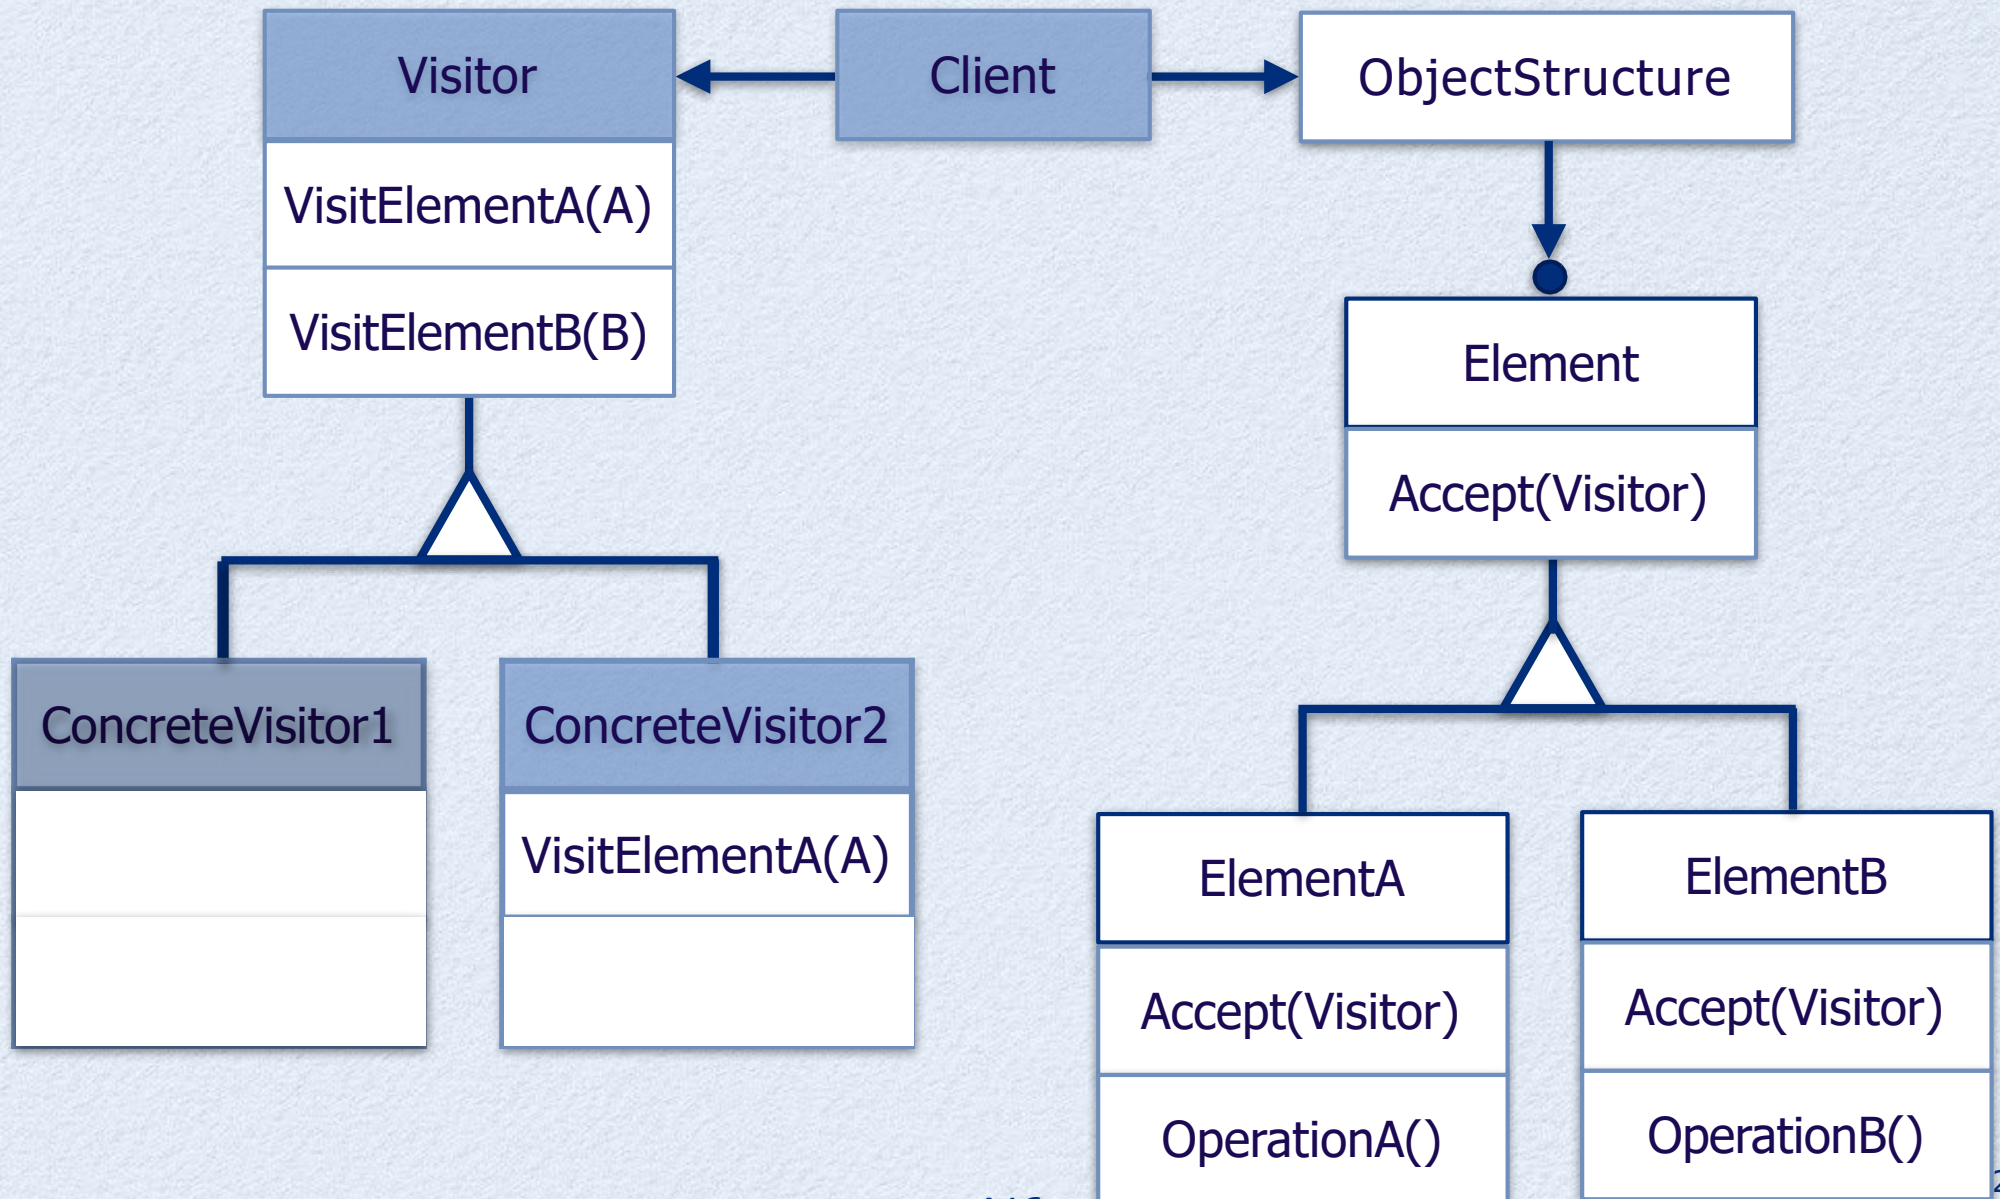 Visitor
Client
ObjectStructure
VisitElementA(A)
VisitElementB(B)
Element
Accept(Visitor)
ConcreteVisitor1
ConcreteVisitor2
VisitElementA(A)
ElementA
ElementB
Accept(Visitor)
Accept(Visitor)
OperationA()
OperationB()